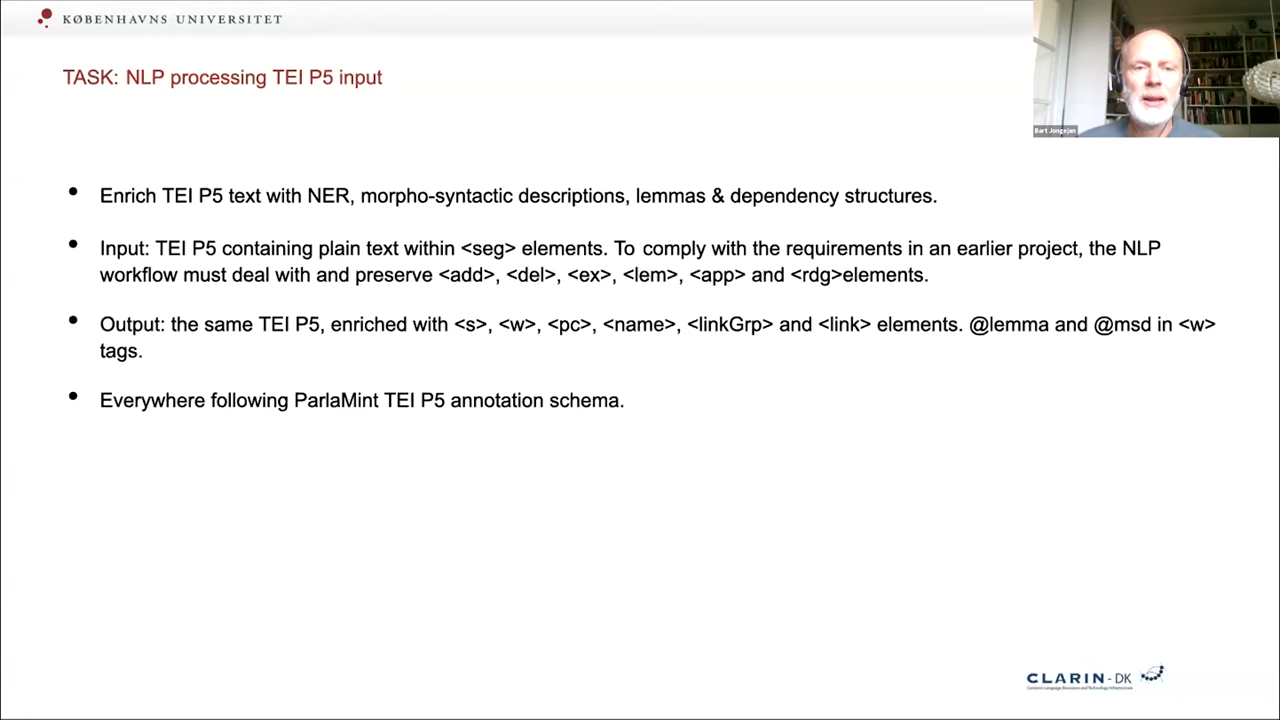 KØBENHAVNS UNIVERSITET
TASK: NLP processing TEI P5 input
Bart Jongejan
• Enrich TEI P5 text with NER, morpho-syntactic descriptions, lemmas & dependency structures.
• Input: TEI P5 containing plain text within <seg> elements. To comply with the requirements in an earlier project, the NLP
workflow must deal with and preserve <add>, <del>, <ex>, <lem>, <app> and <rdg>elements.
• Output: the same TEI P5, enriched with <s>, <w>, <pc>, <name>, <linkGrp> and <link> elements. @lemma and @msd in <w>
tags.
• Everywhere following ParlaMint TEI P5 annotation schema.
CLARIN-DK